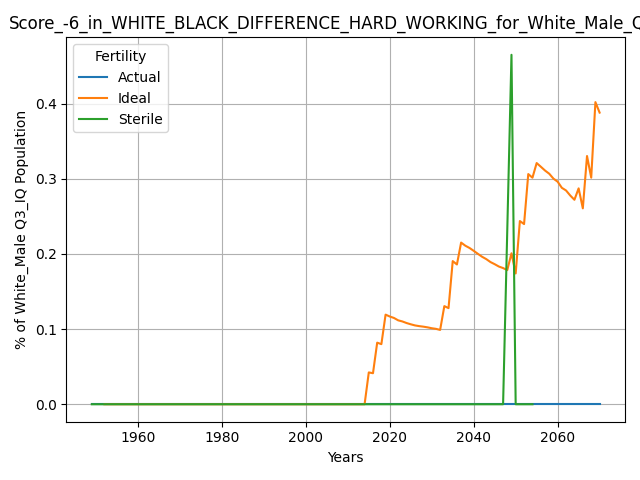 Score_-6_in_WHITE_BLACK_DIFFERENCE_HARD_WORKING_for_White_Male_Q
Fertility
Actual
Ideal
Sterile
% of White_Male Q3_IQ Population
0.4
0.3
0.2
0.1
0.0
1960 1980 2000 2020 2040 2060
Years